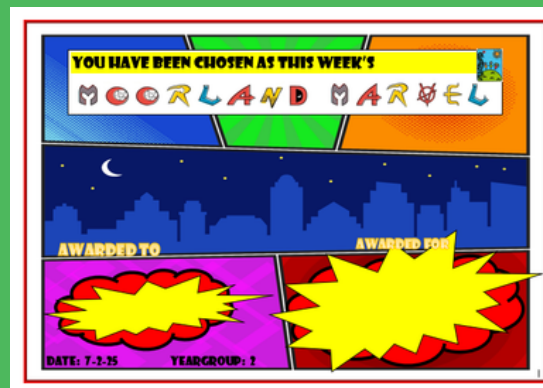 YOU HAVE BEEN CHOSEN AS THIS WEEK'S
MOORLAND MARVEL
AWARDED TO AWARDED FOR
DATE: 7-2-25 YEARGROUP: 2